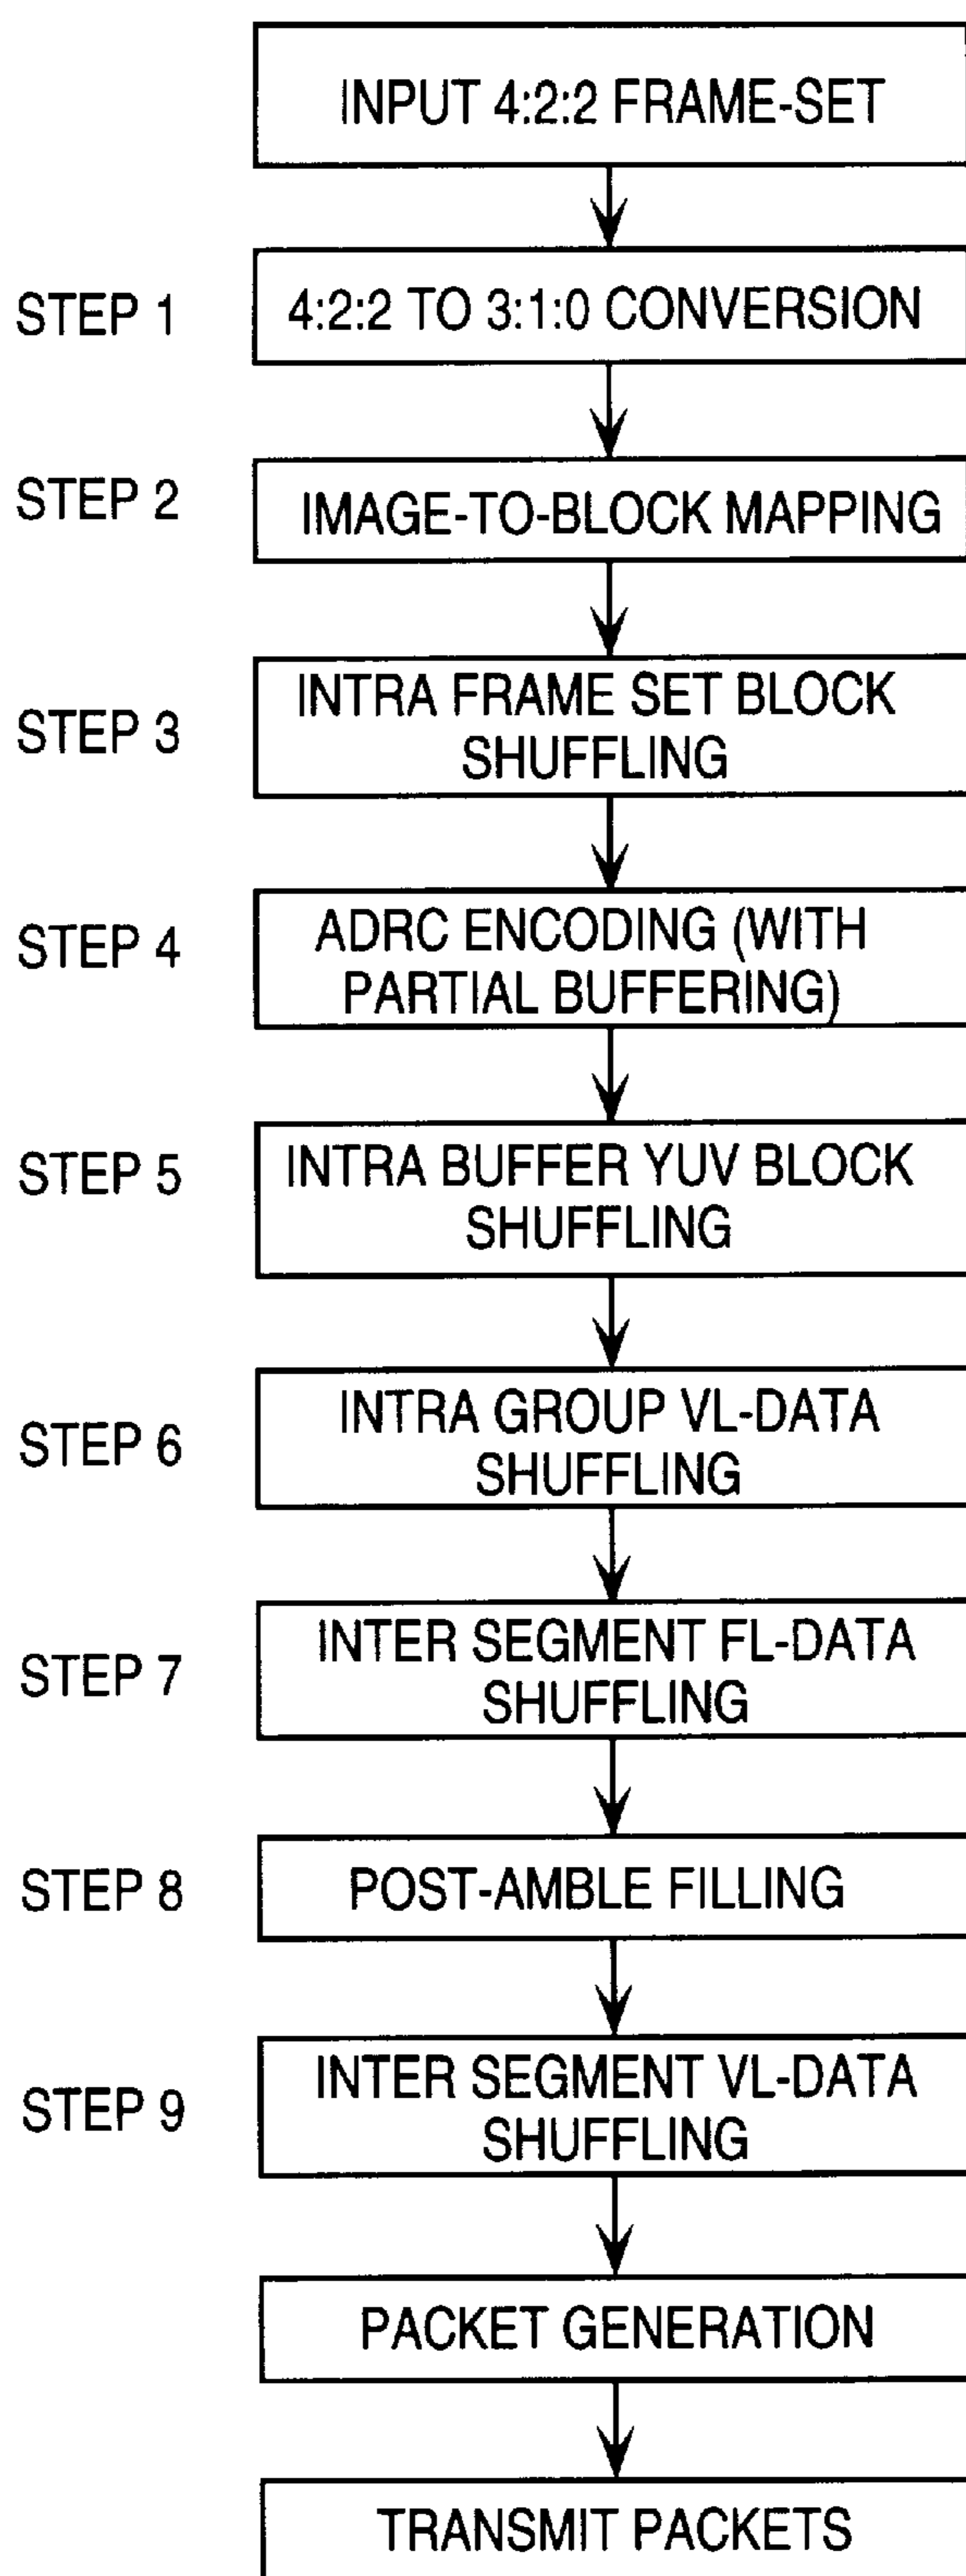 INPUT 4:2:2 FRAME-SET
STEP 1
4:2:2 TO 3:1:0 CONVERSION
STEP 2
IMAGE-TO-BLOCK MAPPING
STEP 3
INTRA FRAME SET BLOCK
SHUFFLING
STEP 4
ADRC ENCODING (WITH
PARTIAL BUFFERING)
STEP 5
INTRA BUFFER YUV BLOCK
SHUFFLING
STEP 6
INTRA GROUP VL-DATA
SHUFFLING
STEP 7
INTER SEGMENT FL-DATA
SHUFFLING
STEP 8
POST-AMBLE FILLING
STEP 9
INTER SEGMENT VL-DATA
SHUFFLING
PACKET GENERATION
TRANSMIT PACKETS